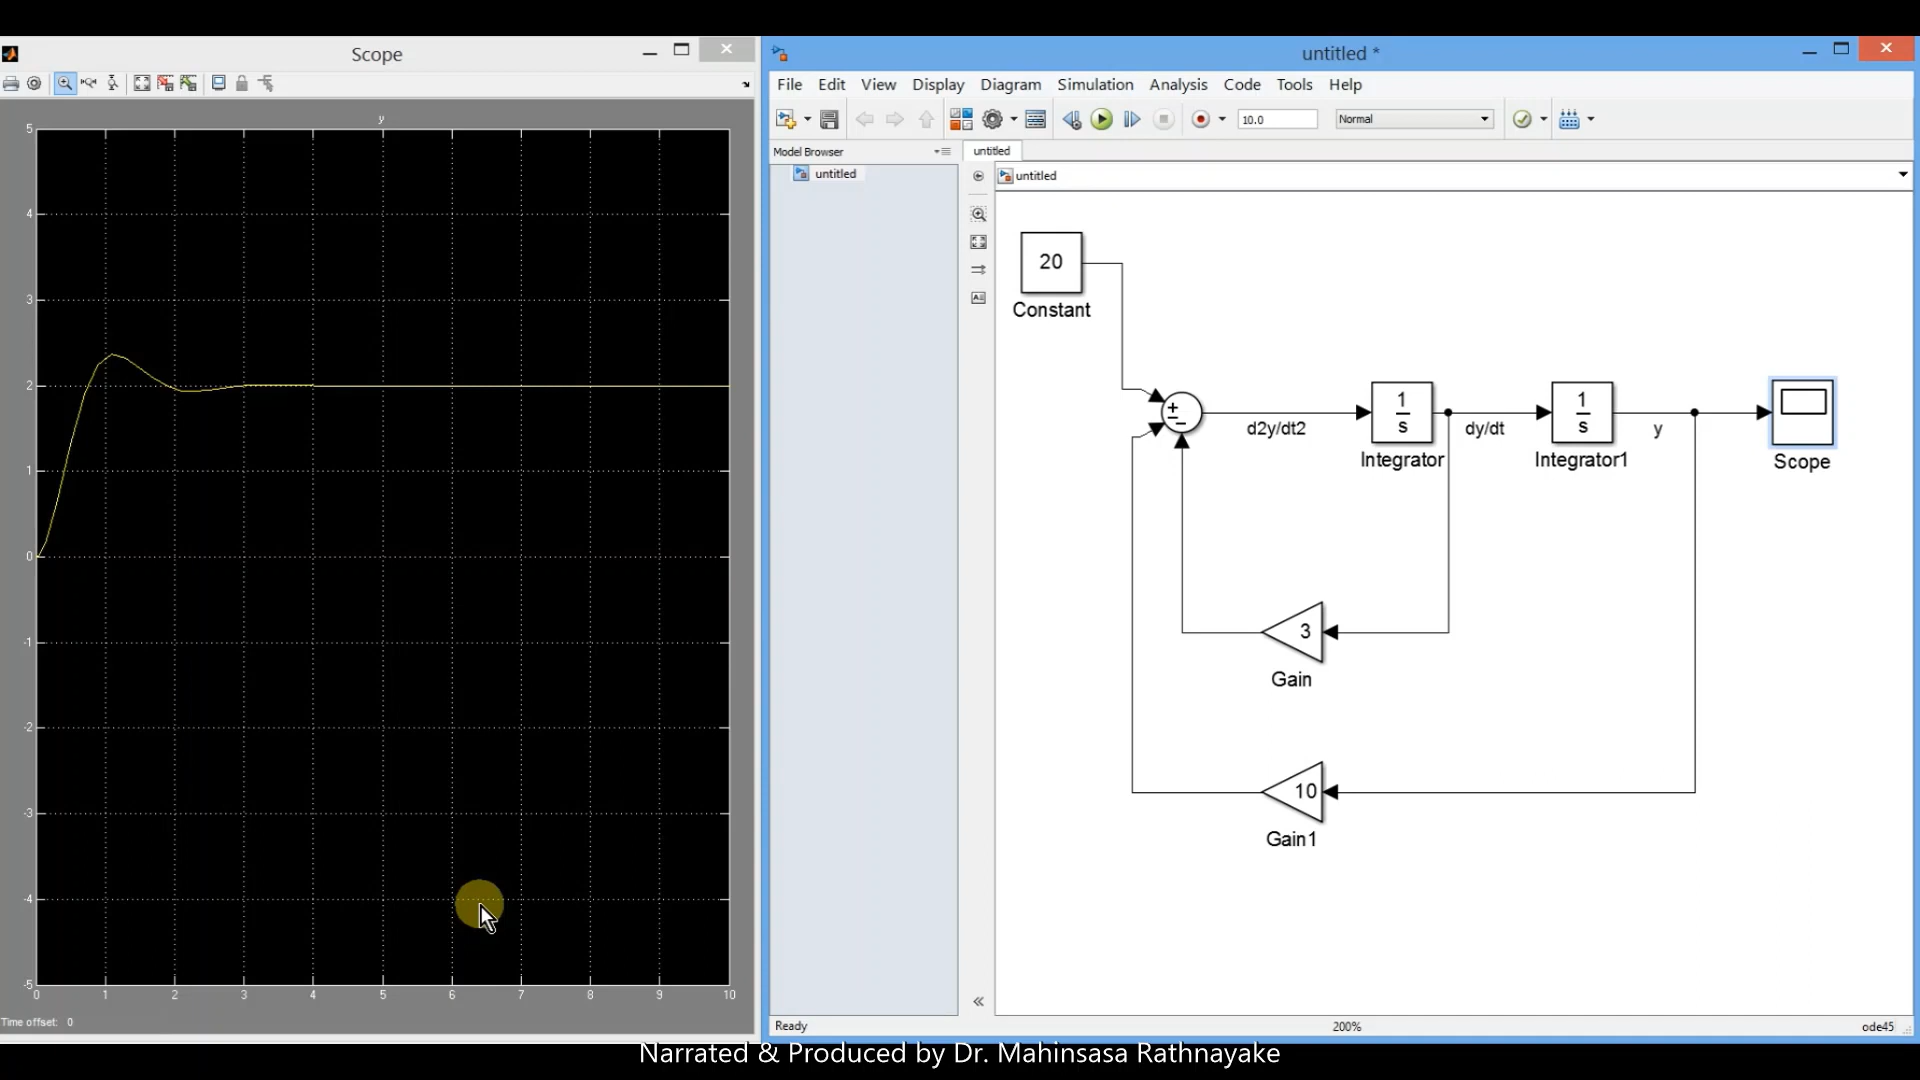 Scope
y
5
4
3
2
1
0
-1
-2
-3
-4
-5
0 1 2 3 4 5 6 7 8 9 10
Time offset: 0
untitled *
File Edit View Display Diagram Simulation Analysis Code Tools Help
10.0 Normal
Model Browser
untitled
untitled
untitled
20
Constant
+
-
-
d2y/dt2
1
s
Integrator
dy/dt
1
s
Integrator1
y
Scope
3
Gain
10
Gain1
Ready 200% ode45
Narrated & Produced by Dr. Mahinsasa Rathnayake